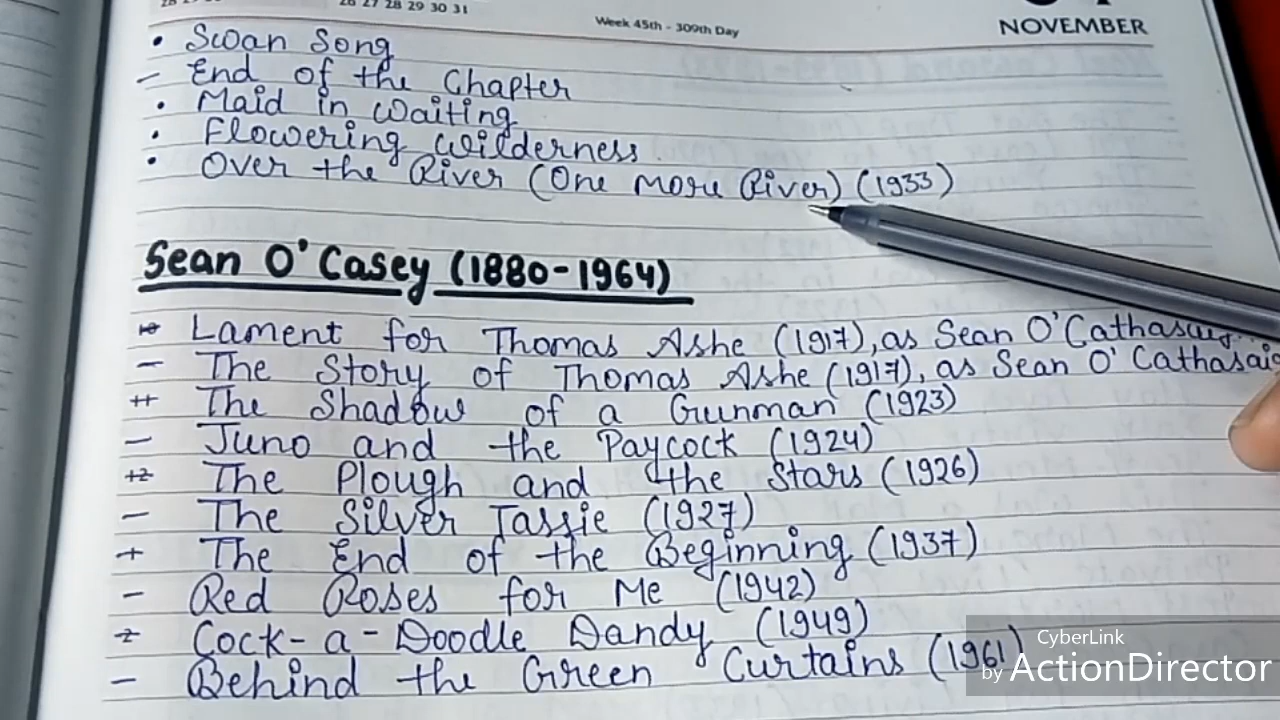 26 27 28 29 30 31
Week 45th - 309th Day
NOVEMBER
• Swan Song
- End of the Chapter
• Maid in Waiting
• Flowering Wilderness
• Over the River (One More River) (1933)
Sean O'Casey (1880-1964)
Lament for Thomas Ashe (1917), as Sean O'Cathasaig
- The Story of Thomas Ashe (1917), as Sean O'Cathasaig
The Shadow of a Gunman (1923)
- Juno and the Paycock (1924)
The Plough and the Stars (1926)
- The Silver Tassie (1927)
+ The End of the Beginning (1937)
- Red Roses for Me (1942)
Cock-a-Doodle Dandy (1949)
- Behind the Green Curtains (1961)
CyberLink
by ActionDirector